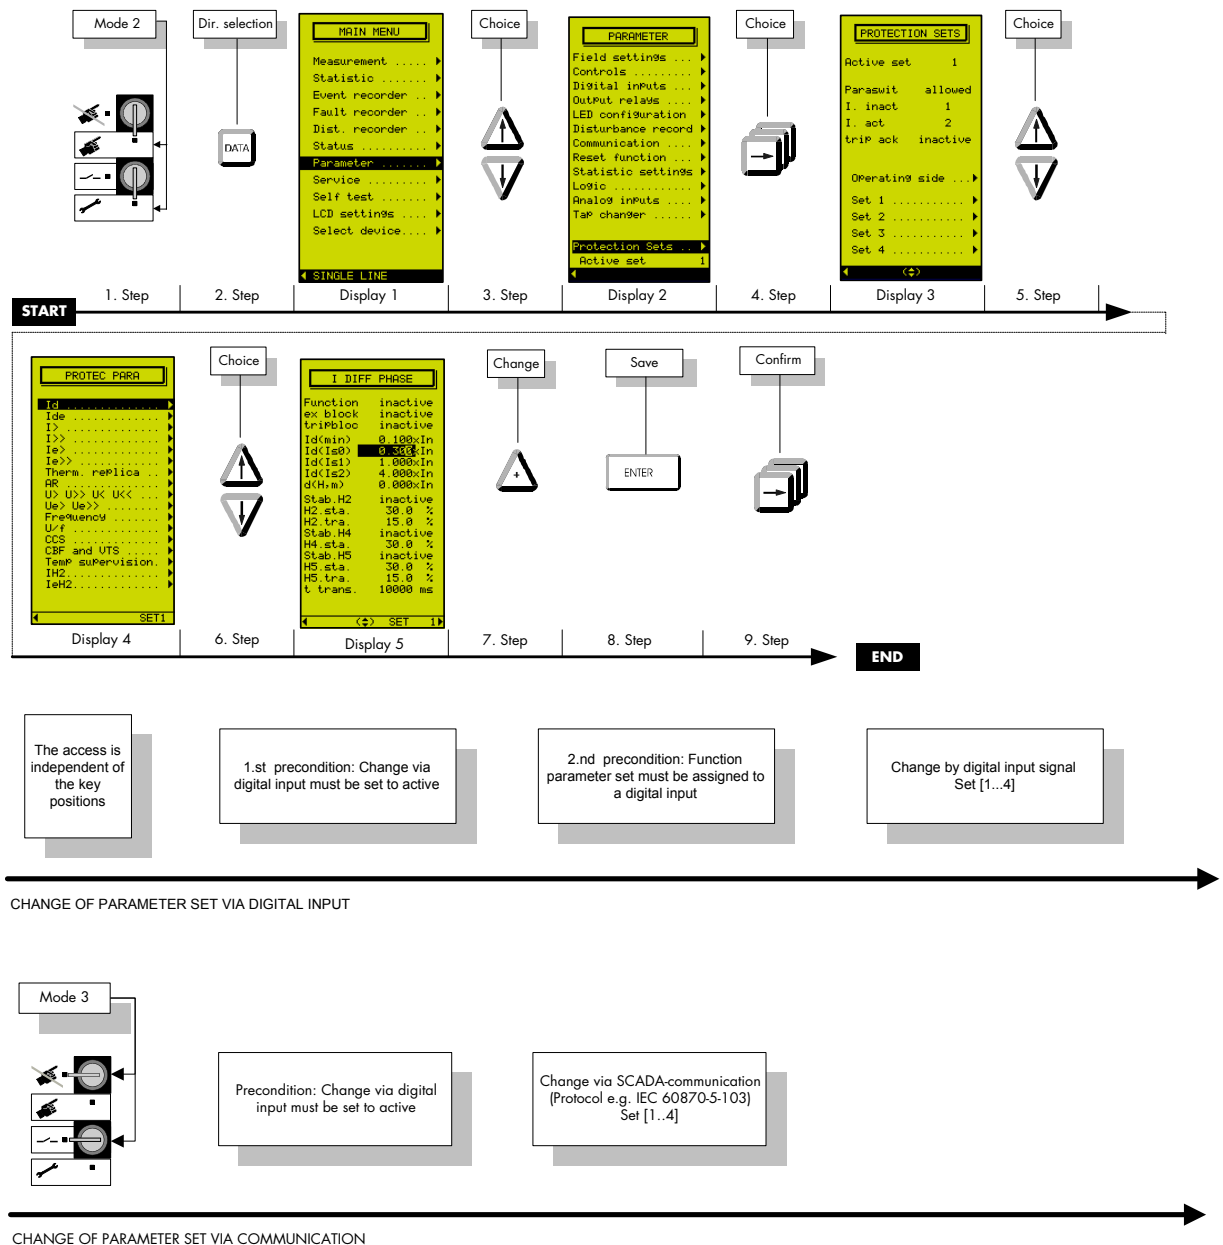 Mode 2
Dir. selection
DATA
MAIN MENU
Measurement .....
Statistic .......
Event recorder ..
Fault recorder ..
Dist. recorder ..
Status ..........
Parameter .......
Service .........
Self test .......
LCD settings ....
Select device....
SINGLE LINE
Choice
PARAMETER
Field settings ...
Controls .........
Digital inputs ...
Output relays ....
LED configuration
Disturbance record
Communication ....
Reset function ...
Statistic settings
Logic ............
Analog inputs ....
Tap changer ......
Protection Sets ..
Active set 1
Choice
PROTECTION SETS
Active set 1
Paraswit allowed
I. inact 1
I. act 2
trip ack inactive
Operating side ...
Set 1 ...........
Set 2 ...........
Set 3 ...........
Set 4 ...........
Choice
1. Step
2. Step
Display 1
3. Step
Display 2
4. Step
Display 3
5. Step
START
PROTEC PARA
Id ..............
Ide .............
I> ..............
I>> .............
Ie> .............
Ie>> ............
Therm. replica ..
AR ..............
U> U>> U< U<< ...
Ue> Ue>> ........
Frequency .......
U/f .............
CCS .............
CBF and VTS .....
Temp supervision.
IH2..............
IeH2.............
SET1
Choice
I DIFF PHASE
Function inactive
ex block inactive
tripbloc inactive
Id(min) 0.100xIn
Id(Is0) 0.300xIn
Id(Is1) 1.000xIn
Id(Is2) 4.000xIn
d(H,m) 0.000xIn
Stab.H2 inactive
H2.sta. 30.0 %
H2.tra. 15.0 %
Stab.H4 inactive
H4.sta. 30.0 %
Stab.H5 inactive
H5.sta. 30.0 %
H5.tra. 15.0 %
t trans. 10000 ms
SET 1
Change
+
Save
ENTER
Confirm
Display 4
6. Step
Display 5
7. Step
8. Step
9. Step
END
The access is
independent of
the key
positions
1.st precondition: Change via
digital input must be set to active
2.nd precondition: Function
parameter set must be assigned to
a digital input
Change by digital input signal
Set [1...4]
CHANGE OF PARAMETER SET VIA DIGITAL INPUT
Mode 3
Precondition: Change via digital
input must be set to active
Change via SCADA-communication
(Protocol e.g. IEC 60870-5-103)
Set [1..4]
CHANGE OF PARAMETER SET VIA COMMUNICATION